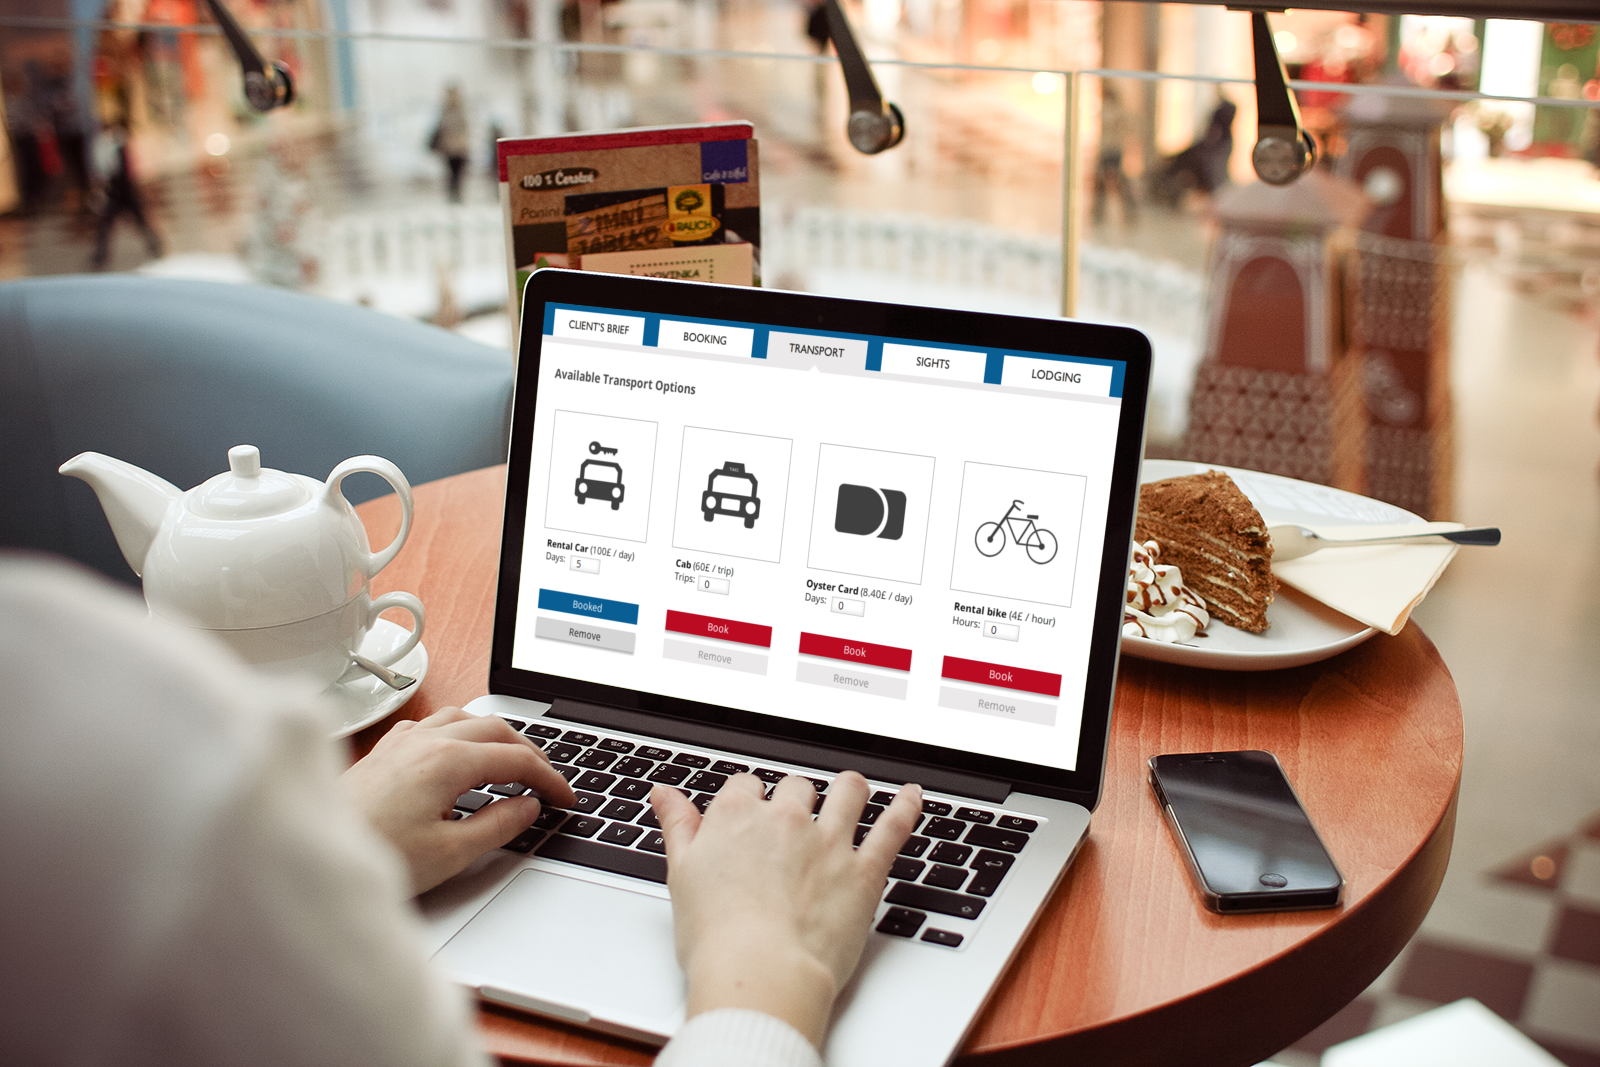 100 % Čerstvé
Panini
ZIMNÍ
JABLKO
RAUCH
NOVINKA
CLIENT'S BRIEF
BOOKING
TRANSPORT
SIGHTS
LODGING
Available Transport Options
TAXI
Rental Car (100£ / day)
Days: 5
Booked
Remove
Cab (60£ / trip)
Trips: 0
Book
Remove
Oyster Card (8.40£ / day)
Days: 0
Book
Remove
Rental bike (4£ / hour)
Hours: 0
Book
Remove